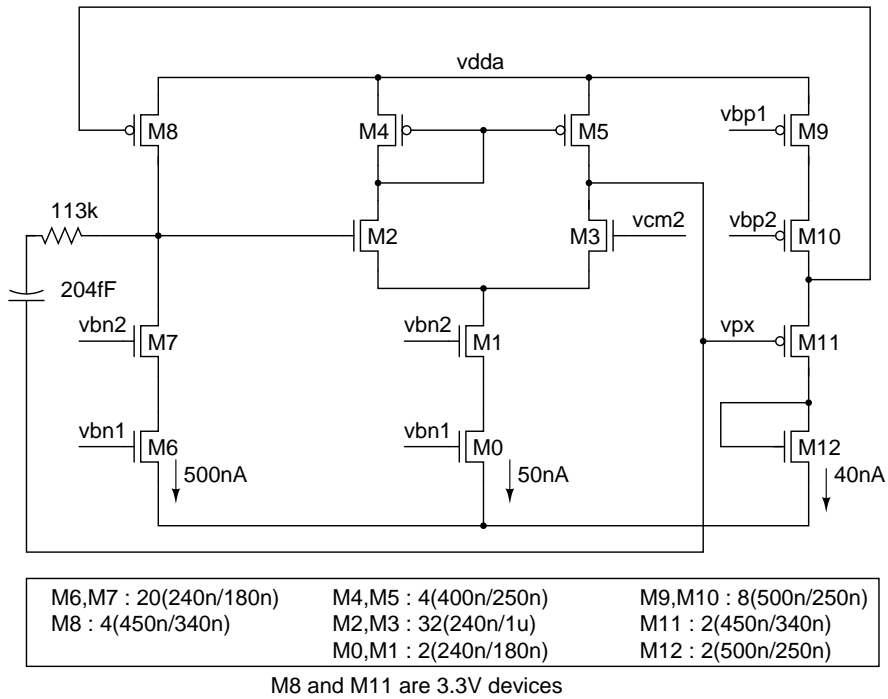 vdda
M8
M4
M5
vbp1
M9
113k
M2
M3
vcm2
vbp2
M10
204fF
vbn2
M7
vbn2
M1
vpx
M11
vbn1
M6
500nA
vbn1
M0
50nA
M12
40nA
M6,M7 : 20(240n/180n) M4,M5 : 4(400n/250n) M9,M10 : 8(500n/250n)
M8 : 4(450n/340n) M2,M3 : 32(240n/1u) M11 : 2(450n/340n)
M0,M1 : 2(240n/180n) M12 : 2(500n/250n)
M8 and M11 are 3.3V devices